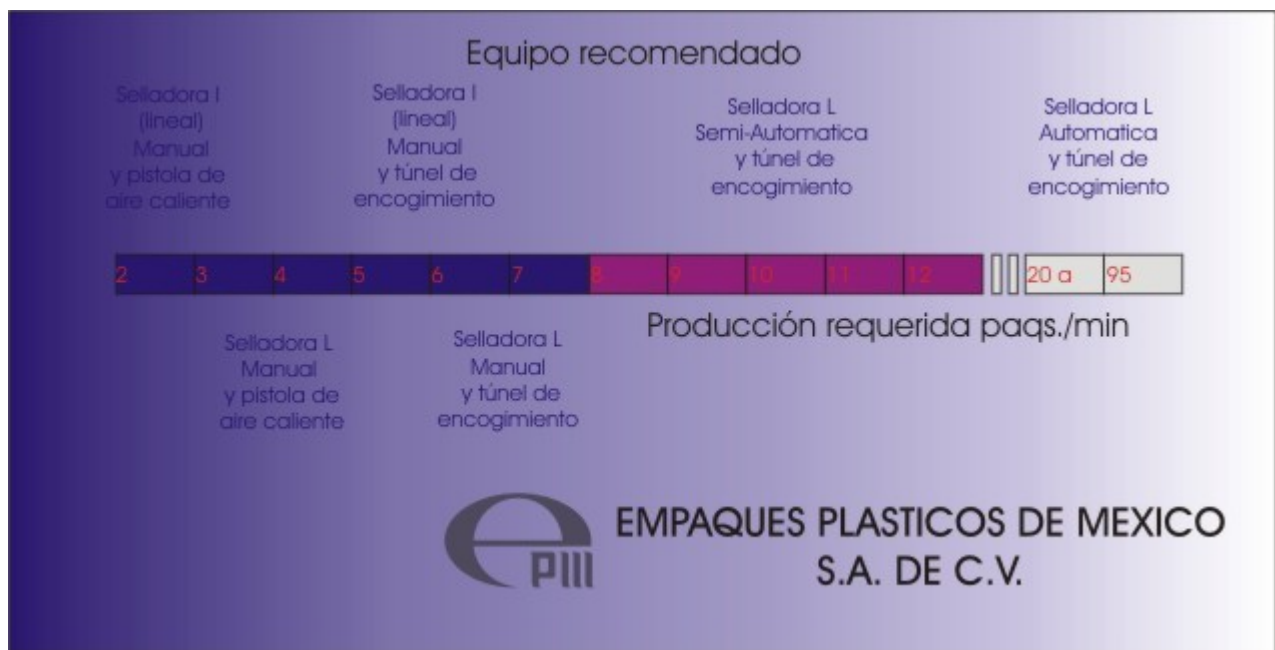 Equipo recomendado
Selladora I
(lineal)
Manual
y pistola de
aire caliente
Selladora I
(lineal)
Manual
y túnel de
encogimiento
Selladora L
Semi-Automatica
y túnel de
encogimiento
Selladora L
Automatica
y túnel de
encogimiento
2 3 4 5 6 7 8 9 10 11 12 20 a 95
Producción requerida paqs./min
Selladora L
Manual
y pistola de
aire caliente
Selladora L
Manual
y túnel de
encogimiento
EMPAQUES PLASTICOS DE MEXICO
S.A. DE C.V.